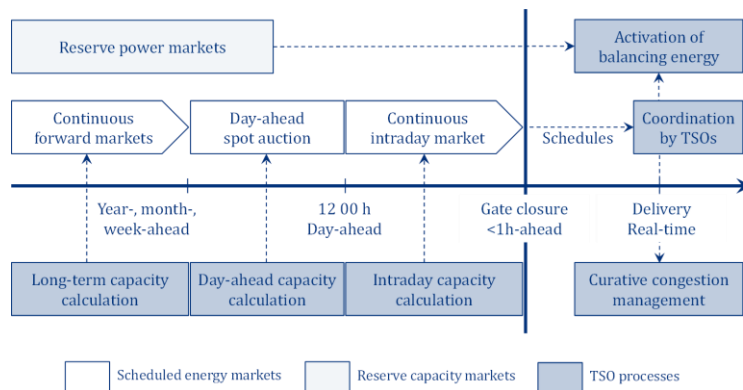 Reserve power markets
Activation of
balancing energy
Continuous
forward markets
Day-ahead
spot auction
Continuous
intraday market
Schedules
Coordination
by TSOs
Year-, month-,
week-ahead
12 00 h
Day-ahead
Gate closure
<1h-ahead
Delivery
Real-time
Long-term capacity
calculation
Day-ahead capacity
calculation
Intraday capacity
calculation
Curative congestion
management
Scheduled energy markets
Reserve capacity markets
TSO processes